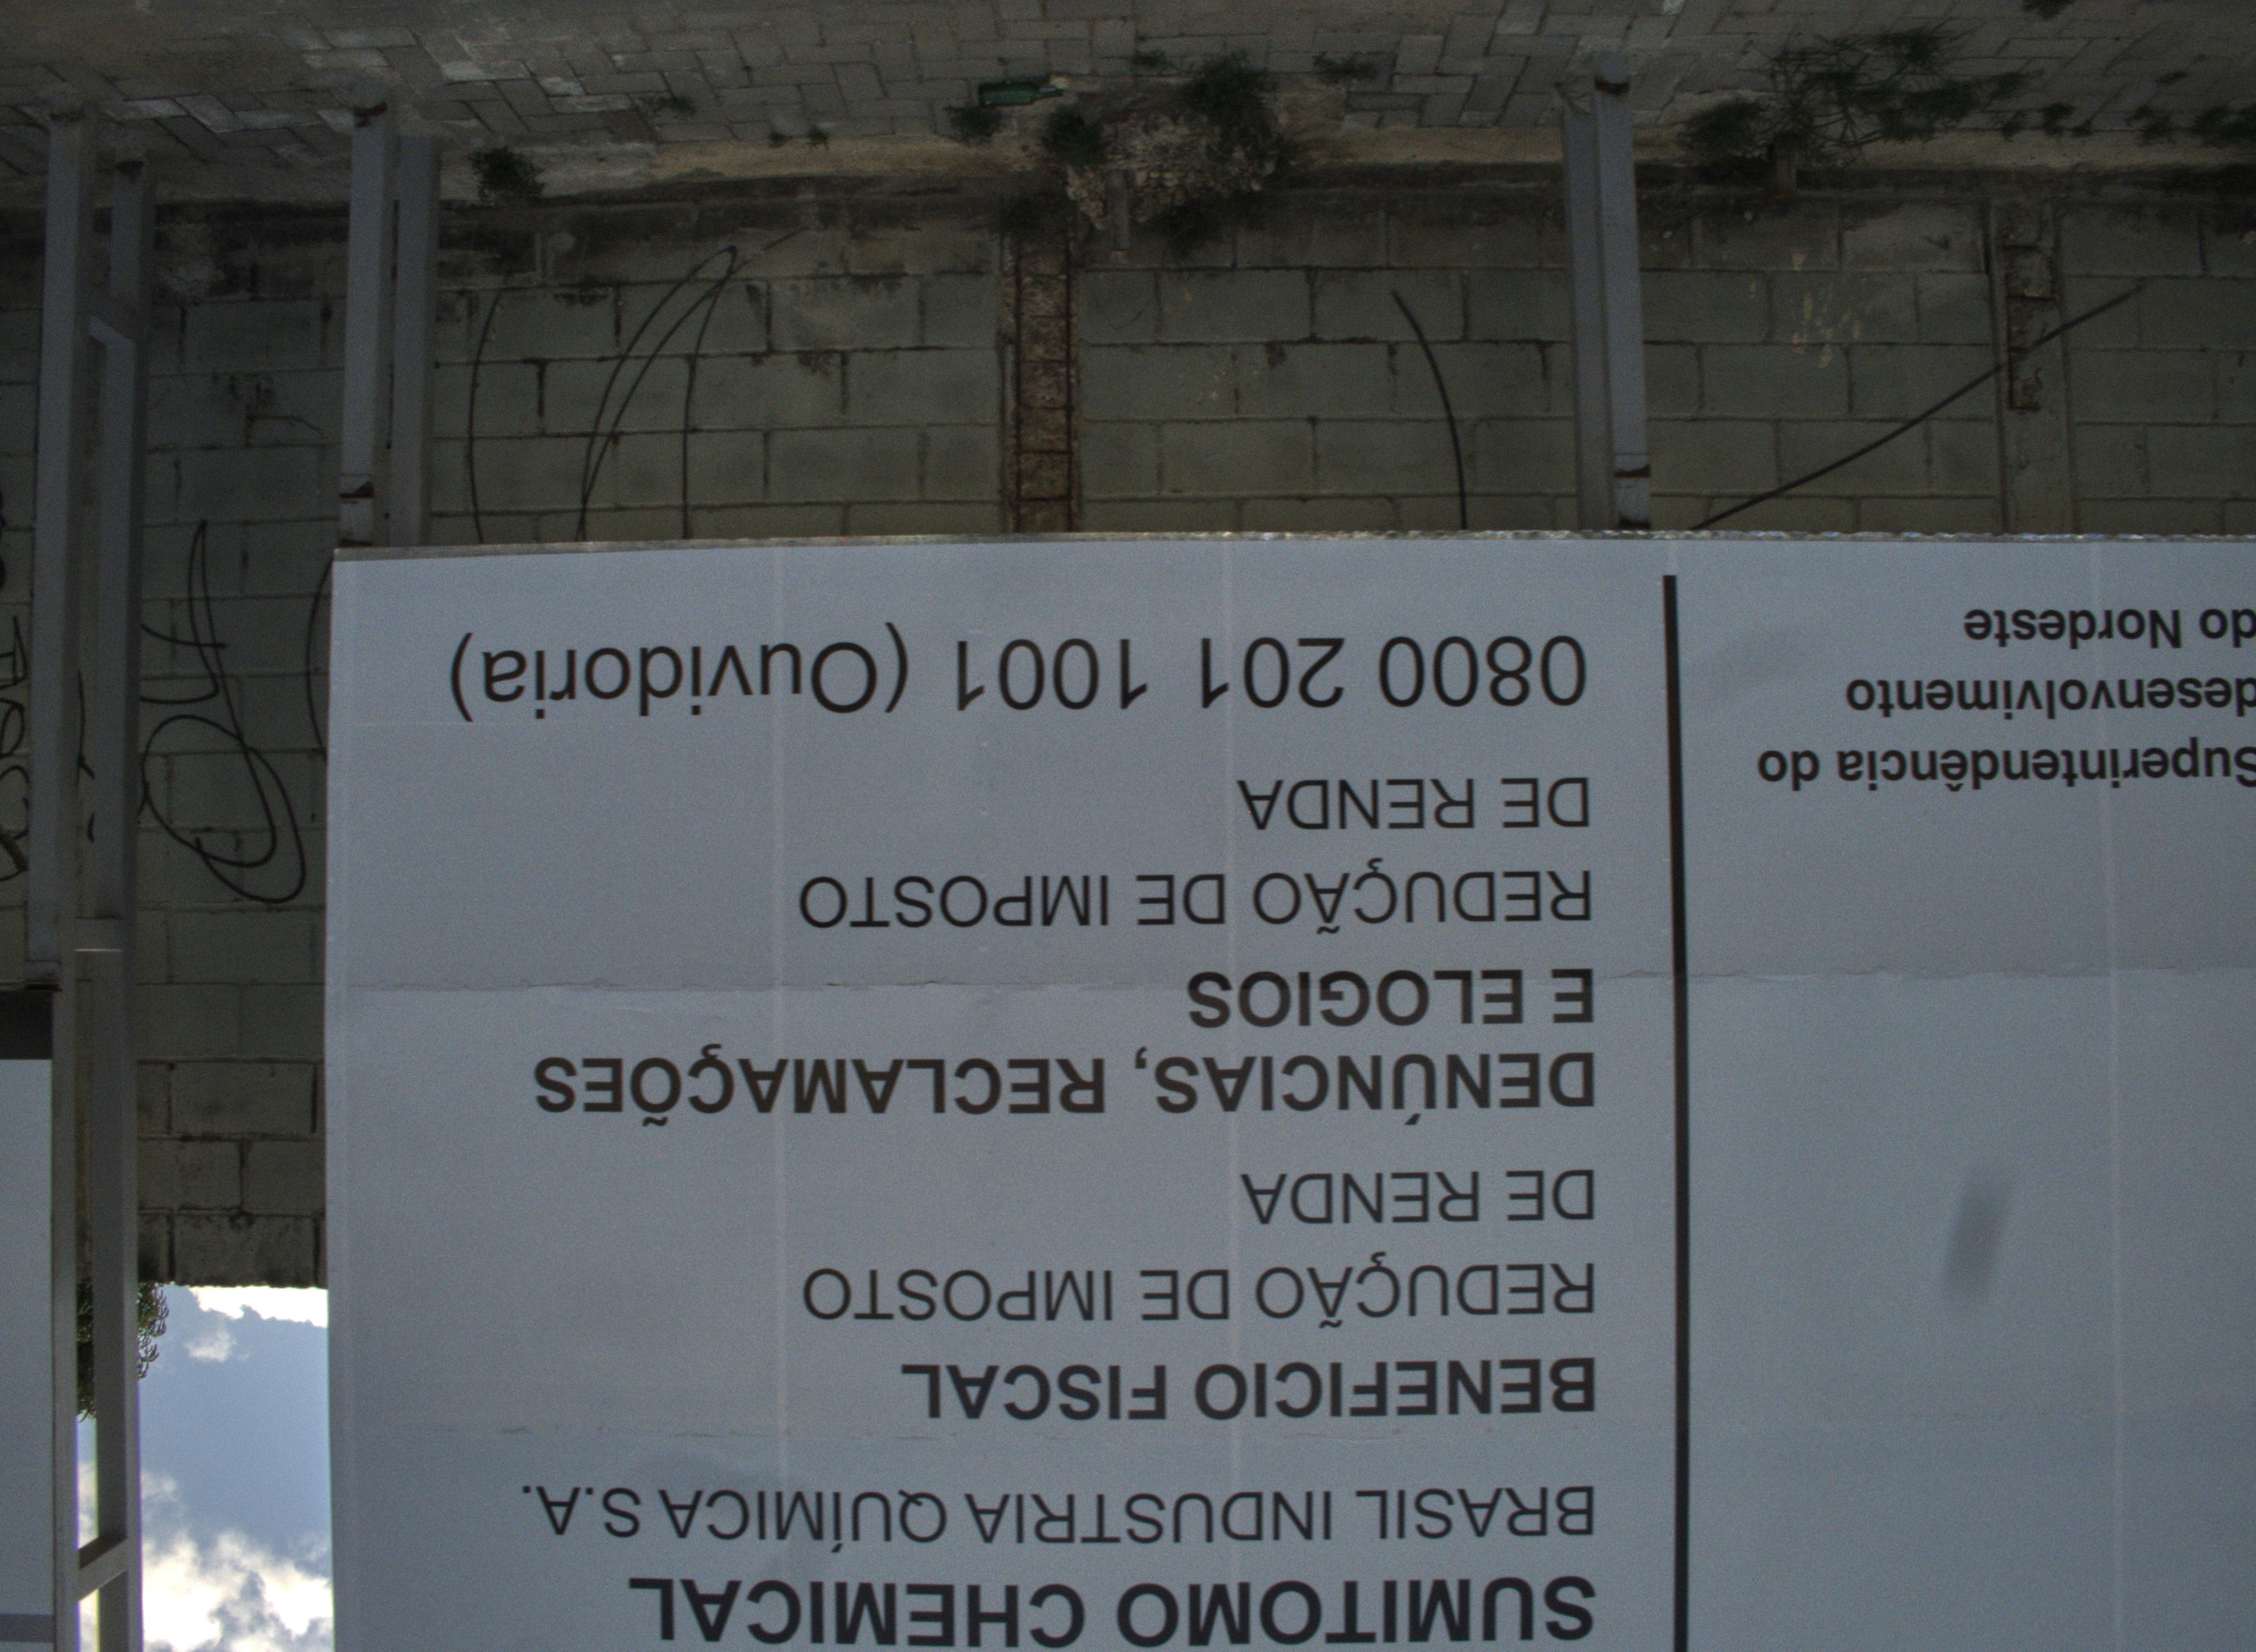 SUMITOMO CHEMICAL
BRASIL INDUSTRIA QUÍMICA S.A.
BENEFICIO FISCAL
REDUÇÃO DE IMPOSTO
DE RENDA
DENÚNCIAS, RECLAMAÇÕES
E ELOGIOS
REDUÇÃO DE IMPOSTO
DE RENDA
0800 201 1001 (Ouvidoria)
Superintendência do
desenvolvimento
do Nordeste